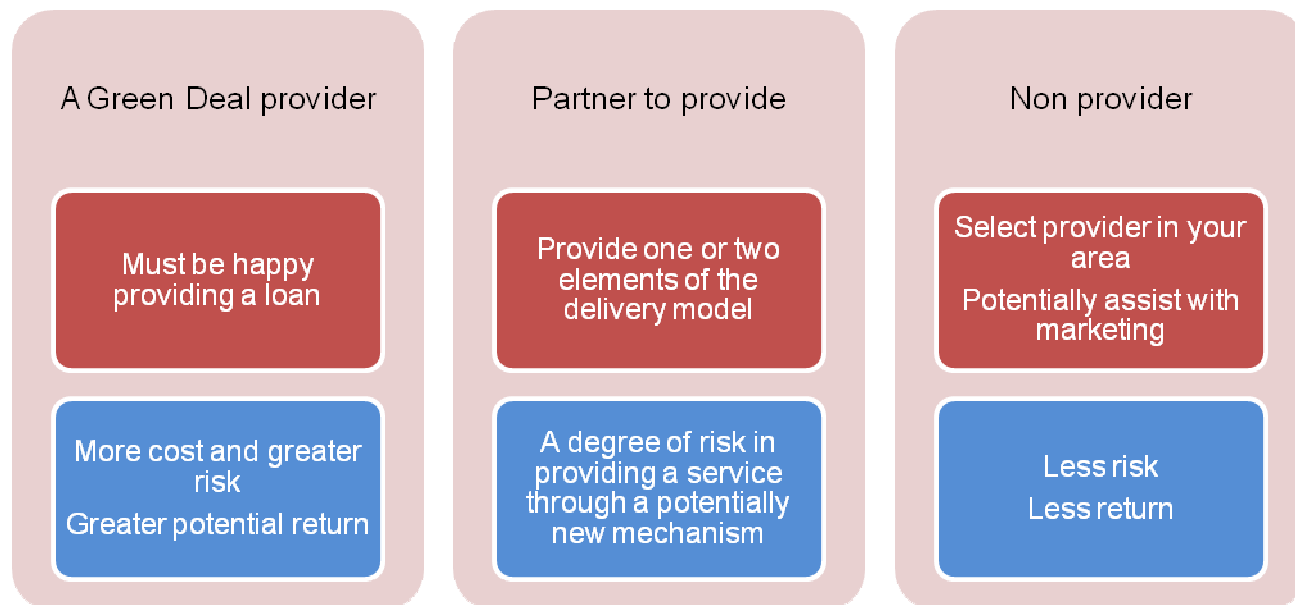 A Green Deal provider
Must be happy
providing a loan
More cost and greater
risk
Greater potential return
Partner to provide
Provide one or two
elements of the
delivery model
A degree of risk in
providing a service
through a potentially
new mechanism
Non provider
Select provider in your
area
Potentially assist with
marketing
Less risk
Less return